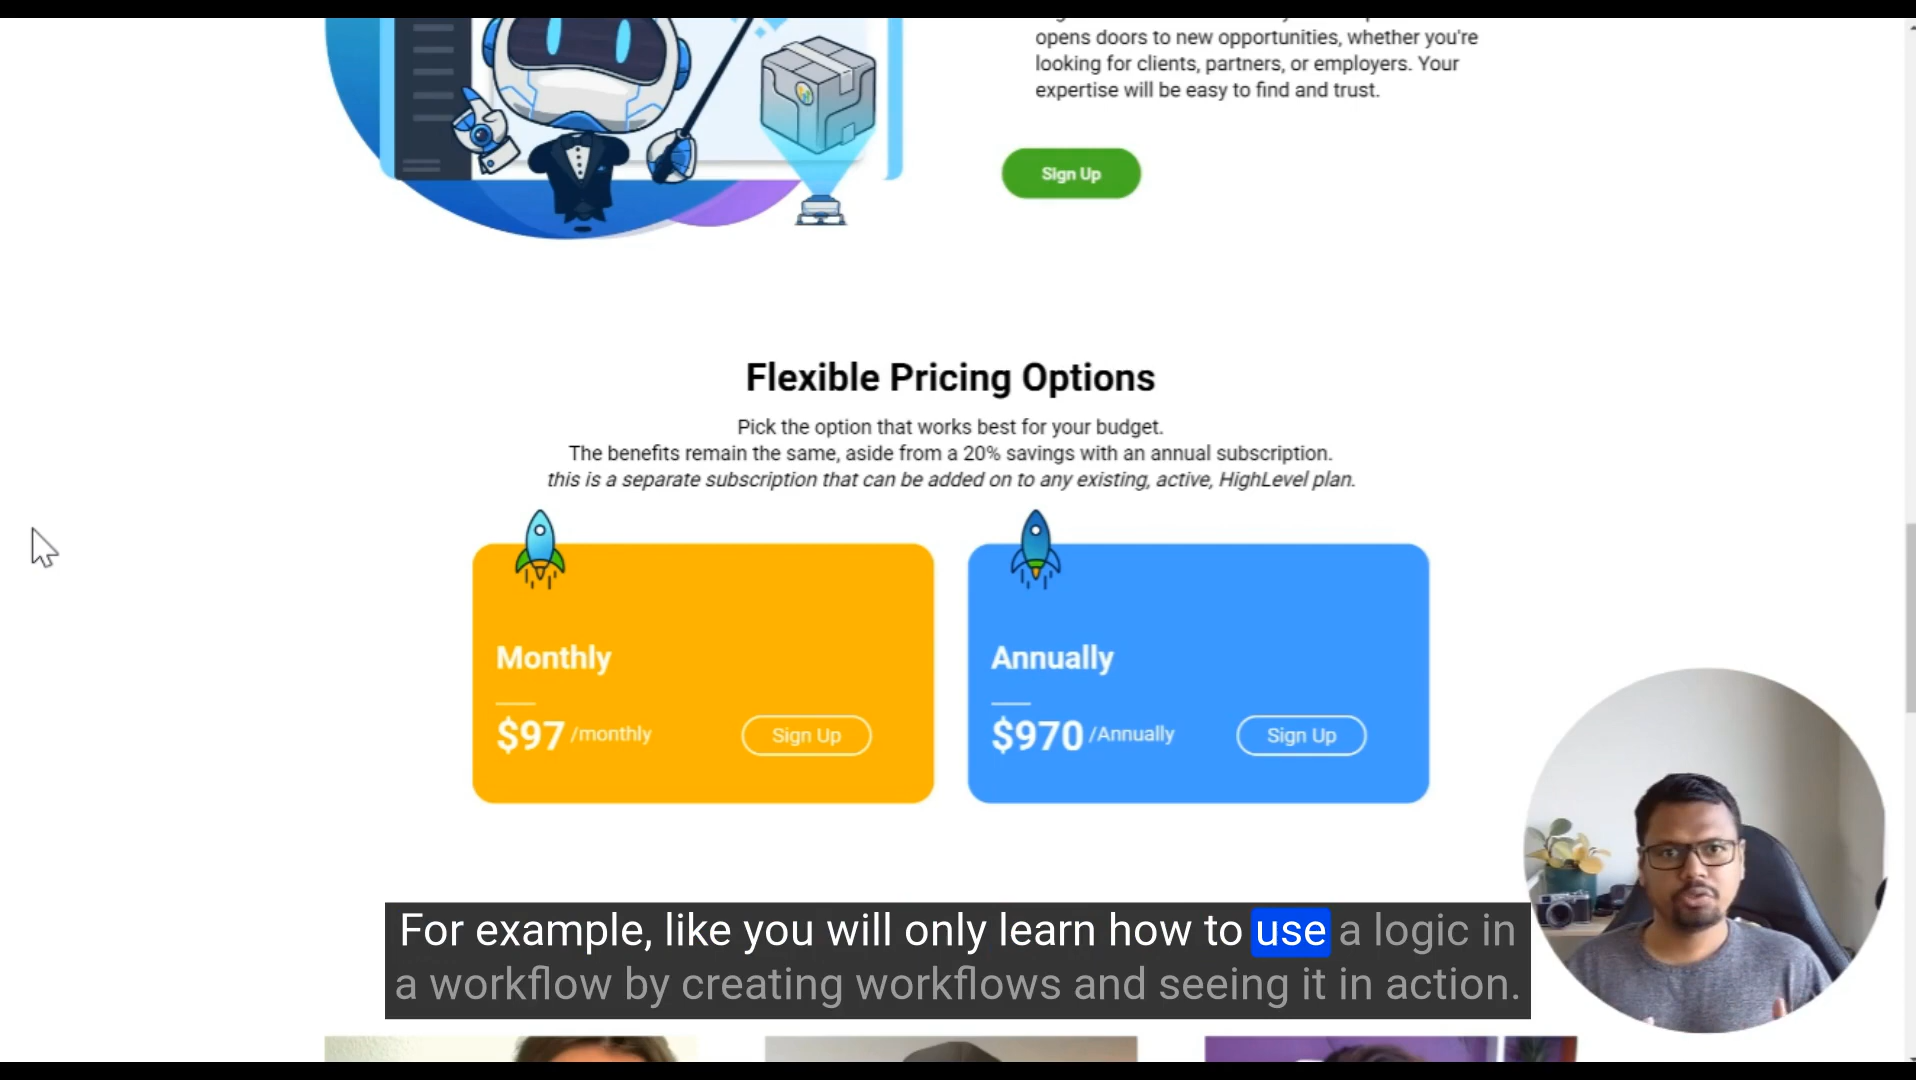 opens doors to new opportunities, whether you're
looking for clients, partners, or employers. Your
expertise will be easy to find and trust.
Sign Up
Flexible Pricing Options
Pick the option that works best for your budget.
The benefits remain the same, aside from a 20% savings with an annual subscription.
this is a separate subscription that can be added on to any existing, active, HighLevel plan.
Monthly
$97 /monthly
Sign Up
Annually
$970 /Annually
Sign Up
For example, like you will only learn how to use a logic in
a workflow by creating workflows and seeing it in action.